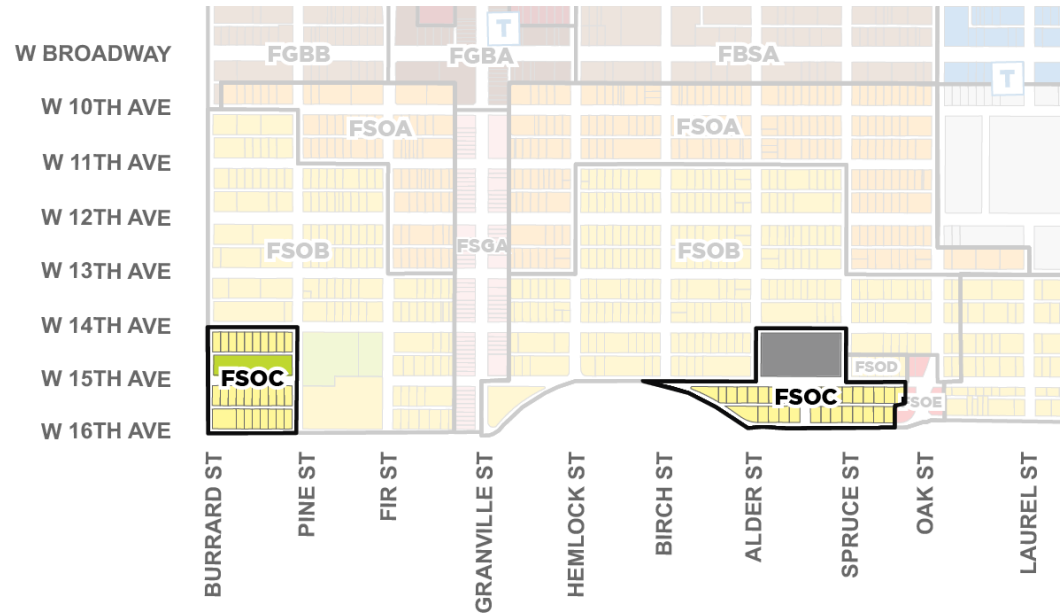 T
W BROADWAY
FGBB
FGBA
FBSA
T
W 10TH AVE
FSOA
FSOA
W 11TH AVE
W 12TH AVE
FSOB
FSGA
FSOB
W 13TH AVE
W 14TH AVE
FSOD
W 15TH AVE
FSOC
FSOC
FSOE
W 16TH AVE
BURRARD ST
PINE ST
FIR ST
GRANVILLE ST
HEMLOCK ST
BIRCH ST
ALDER ST
SPRUCE ST
OAK ST
LAUREL ST